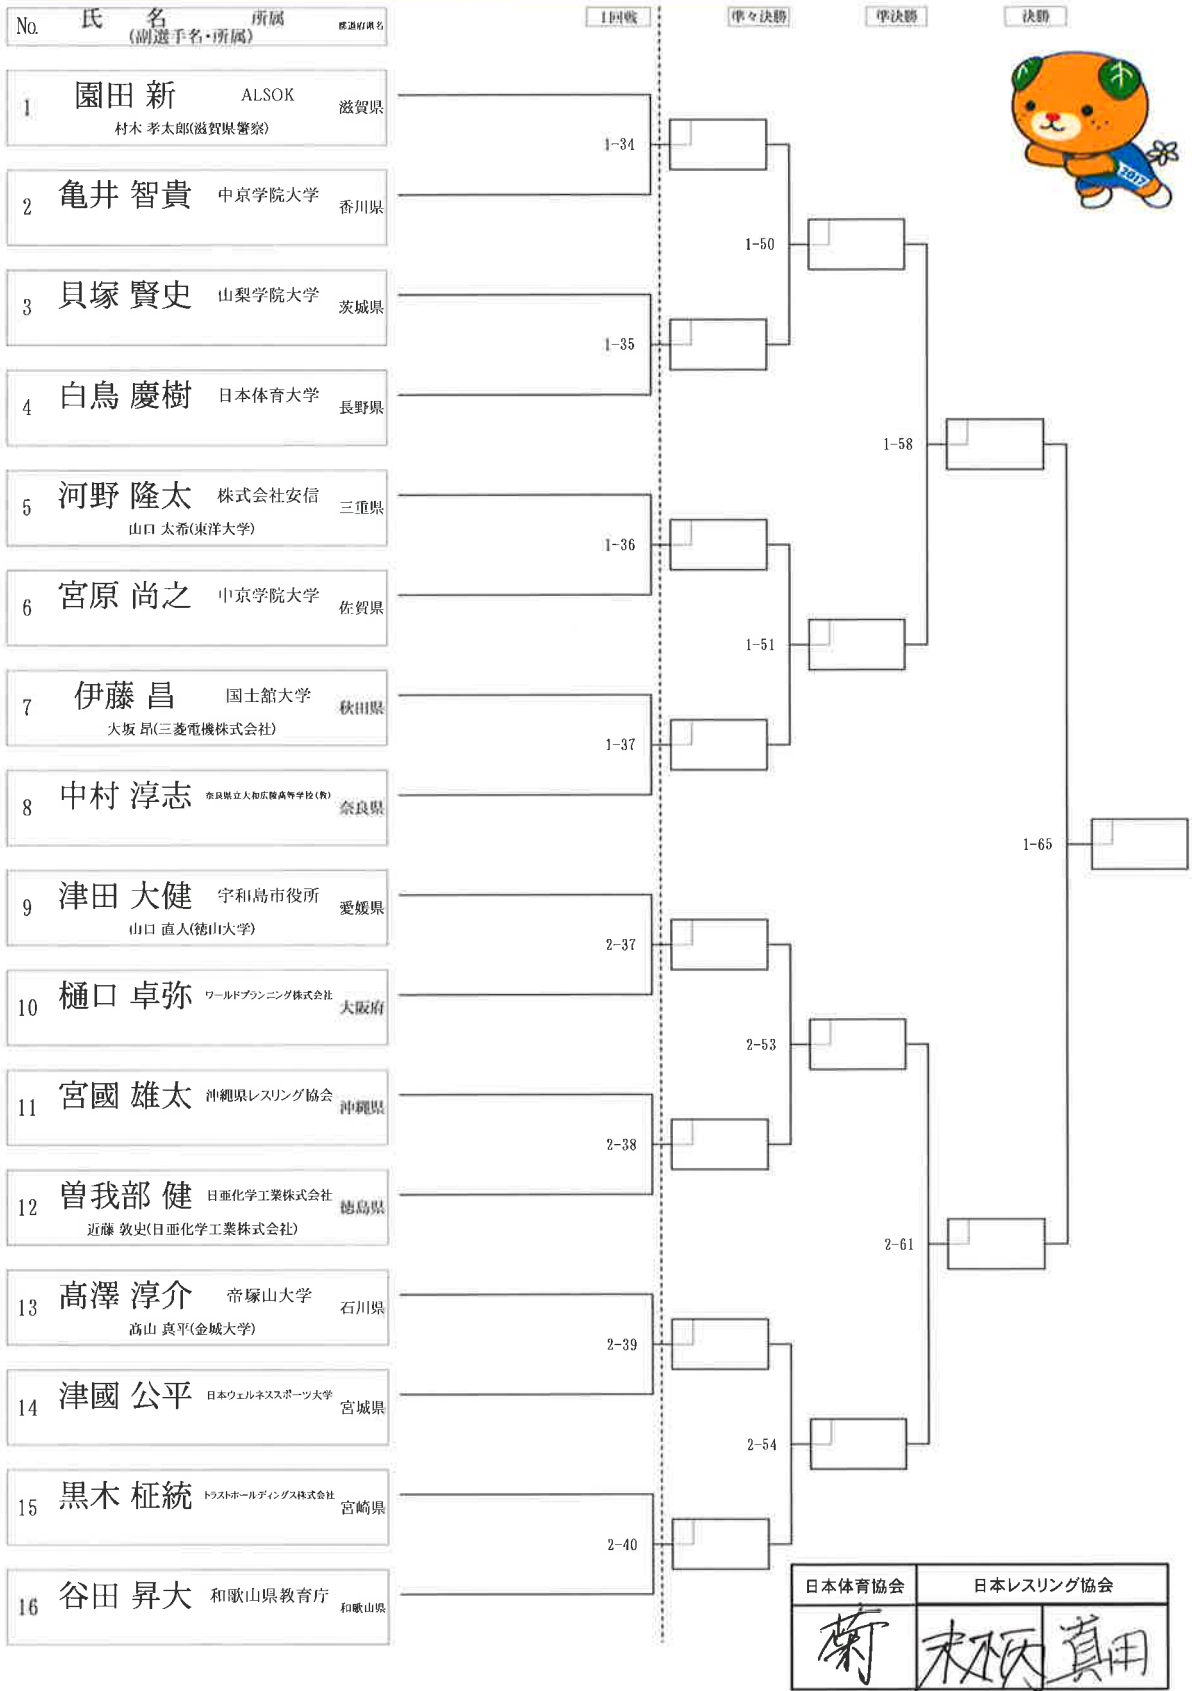 No. 氏 名 所属 都道府県名
(副選手名・所属)
1回戦 準々決勝 準決勝 決勝
1 園田 新 ALSOK 滋賀県
村木 孝太郎(滋賀県警察)
2 亀井 智貴 中京学院大学 香川県
3 貝塚 賢史 山梨学院大学 茨城県
4 白鳥 慶樹 日本体育大学 長野県
5 河野 隆太 株式会社安信 三重県
山口 太希(東洋大学)
6 宮原 尚之 中京学院大学 佐賀県
7 伊藤 昌 国士舘大学 秋田県
大坂 昂(三菱電機株式会社)
8 中村 淳志 奈良県立大和広陵高等学校(教) 奈良県
9 津田 大健 宇和島市役所 愛媛県
山口 直人(徳山大学)
10 樋口 卓弥 ワールドプランニング株式会社 大阪府
11 宮國 雄太 沖縄県レスリング協会 沖縄県
12 曽我部 健 日亜化学工業株式会社 徳島県
近藤 敦史(日亜化学工業株式会社)
13 髙澤 淳介 帝塚山大学 石川県
高山 真平(金城大学)
14 津國 公平 日本ウェルネススポーツ大学 宮城県
15 黒木 柾統 トラストホールディングス株式会社 宮崎県
16 谷田 昇大 和歌山県教育庁 和歌山県
1-34
1-35
1-36
1-37
2-37
2-38
2-39
2-40
1-50
1-51
2-53
2-54
1-58
2-61
1-65
2017
日本体育協会 日本レスリング協会
菊 真田